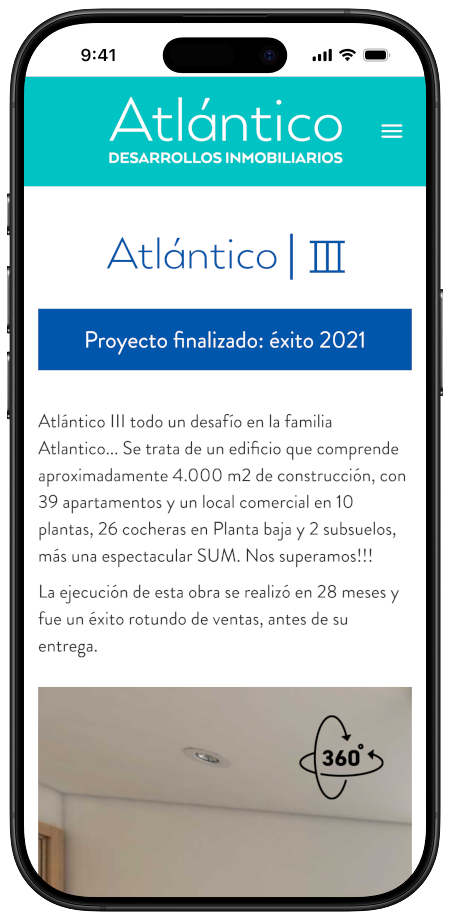 9:41
Atlántico
DESARROLLOS INMOBILIARIOS
Atlántico | III
Proyecto finalizado: éxito 2021
Atlántico III todo un desafío en la familia
Atlantico... Se trata de un edificio que comprende
aproximadamente 4.000 m2 de construcción, con
39 apartamentos y un local comercial en 10
plantas, 26 cocheras en Planta baja y 2 subsuelos,
más una espectacular SUM. Nos superamos!!!
La ejecución de esta obra se realizó en 28 meses y
fue un éxito rotundo de ventas, antes de su
entrega.
360°